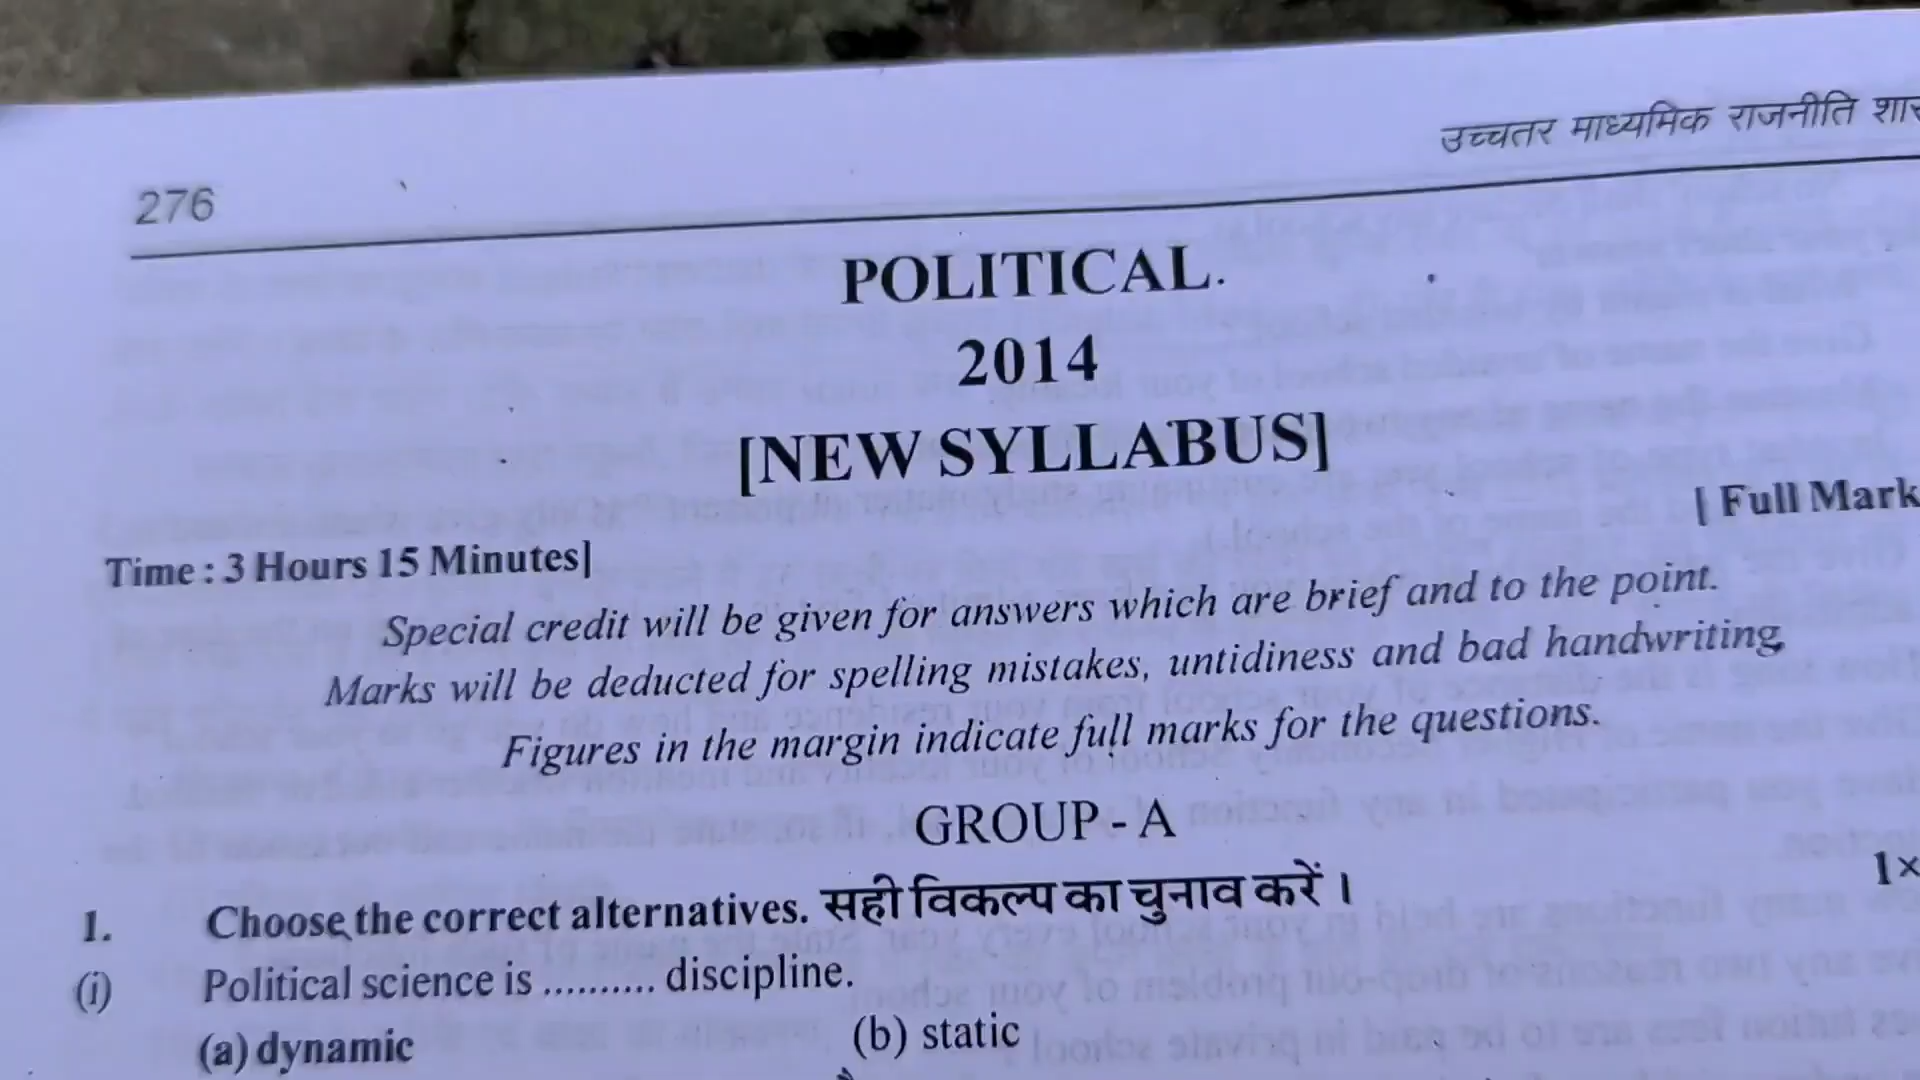 उच्चतर माध्यमिक राजनीति
276
POLITICAL.
2014
[NEW SYLLABUS]
[ Full Mark
Time : 3 Hours 15 Minutes]
Special credit will be given for answers which are brief and to the point.
Marks will be deducted for spelling mistakes, untidiness and bad handwriting,
Figures in the margin indicate full marks for the questions.
GROUP - A
1×
1. Choose the correct alternatives. सही विकल्प का चुनाव करें ।
(i) Political science is .......... discipline.
(a) dynamic (b) static